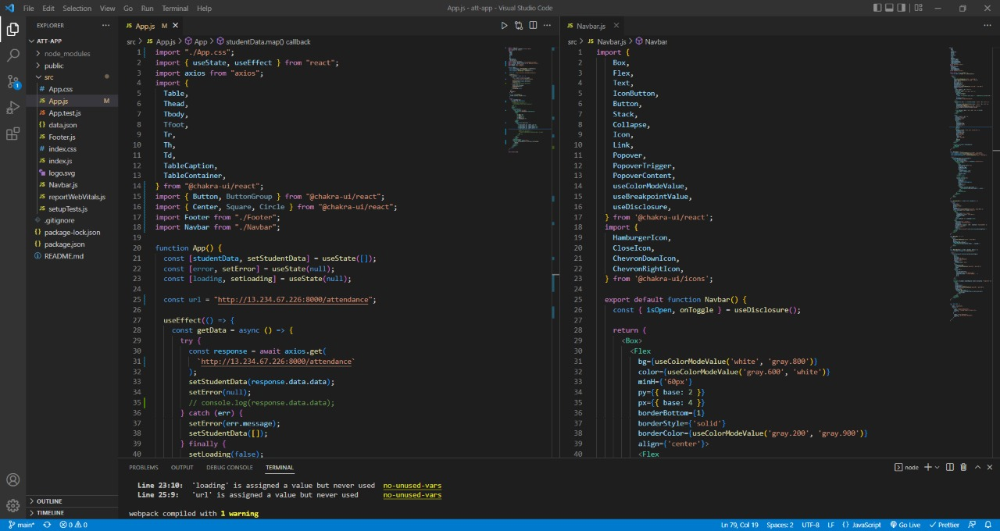 File Edit Selection View Go Run Terminal Help
App.js - att-app - Visual Studio Code
EXPLORER
ATT-APP
node_modules
public
src
# App.css
JS App.js M
JS App.test.js
{} data.json
JS Footer.js
# index.css
JS index.js
logo.svg
JS Navbar.js
JS reportWebVitals.js
JS setupTests.js
.gitignore
{} package-lock.json
{} package.json
README.md
OUTLINE
TIMELINE
1
JS App.js M
src > JS App.js > App > studentData.map() callback
1 import "./App.css";
2 import { useState, useEffect } from "react";
3 import axios from "axios";
4 import {
5 Table,
6 Thead,
7 Tbody,
8 Tfoot,
9 Tr,
10 Th,
11 Td,
12 TableCaption,
13 TableContainer,
14 } from "@chakra-ui/react";
15 import { Button, ButtonGroup } from "@chakra-ui/react";
16 import { Center, Square, Circle } from "@chakra-ui/react";
17 import Footer from "./Footer";
18 import Navbar from "./Navbar";
19
20 function App() {
21 const [studentData, setStudentData] = useState([]);
22 const [error, setError] = useState(null);
23 const [loading, setLoading] = useState(null);
24
25 const url = "http://13.234.67.226:8000/attendance";
26
27 useEffect(() => {
28 const getData = async () => {
29 try {
30 const response = await axios.get(
31 `http://13.234.67.226:8000/attendance`
32 );
33 setStudentData(response.data.data);
34 setError(null);
35 // console.log(response.data.data);
36 } catch (err) {
37 setError(err.message);
38 setStudentData([]);
39 } finally {
40 setLoading(false);
JS Navbar.js
src > JS Navbar.js > Navbar
1 import {
2 Box,
3 Flex,
4 Text,
5 IconButton,
6 Button,
7 Stack,
8 Collapse,
9 Icon,
10 Link,
11 Popover,
12 PopoverTrigger,
13 PopoverContent,
14 useColorModeValue,
15 useBreakpointValue,
16 useDisclosure,
17 } from '@chakra-ui/react';
18 import {
19 HamburgerIcon,
20 CloseIcon,
21 ChevronDownIcon,
22 ChevronRightIcon,
23 } from '@chakra-ui/icons';
24
25 export default function Navbar() {
26 const { isOpen, onToggle } = useDisclosure();
27
28 return (
29 <Box>
30 <Flex
31 bg={useColorModeValue('white', 'gray.800')}
32 color={useColorModeValue('gray.600', 'white')}
33 minH={'60px'}
34 py={{ base: 2 }}
35 px={{ base: 4 }}
36 borderBottom={1}
37 borderStyle={'solid'}
38 borderColor={useColorModeValue('gray.200', 'gray.900')}
39 align={'center'}>
40 <Flex
PROBLEMS OUTPUT DEBUG CONSOLE TERMINAL
node
Line 23:10: 'loading' is assigned a value but never used no-unused-vars
Line 25:9: 'url' is assigned a value but never used no-unused-vars
webpack compiled with 1 warning
main* 0 0
Ln 79, Col 19 Spaces: 2 UTF-8 LF {} JavaScript Go Live Prettier